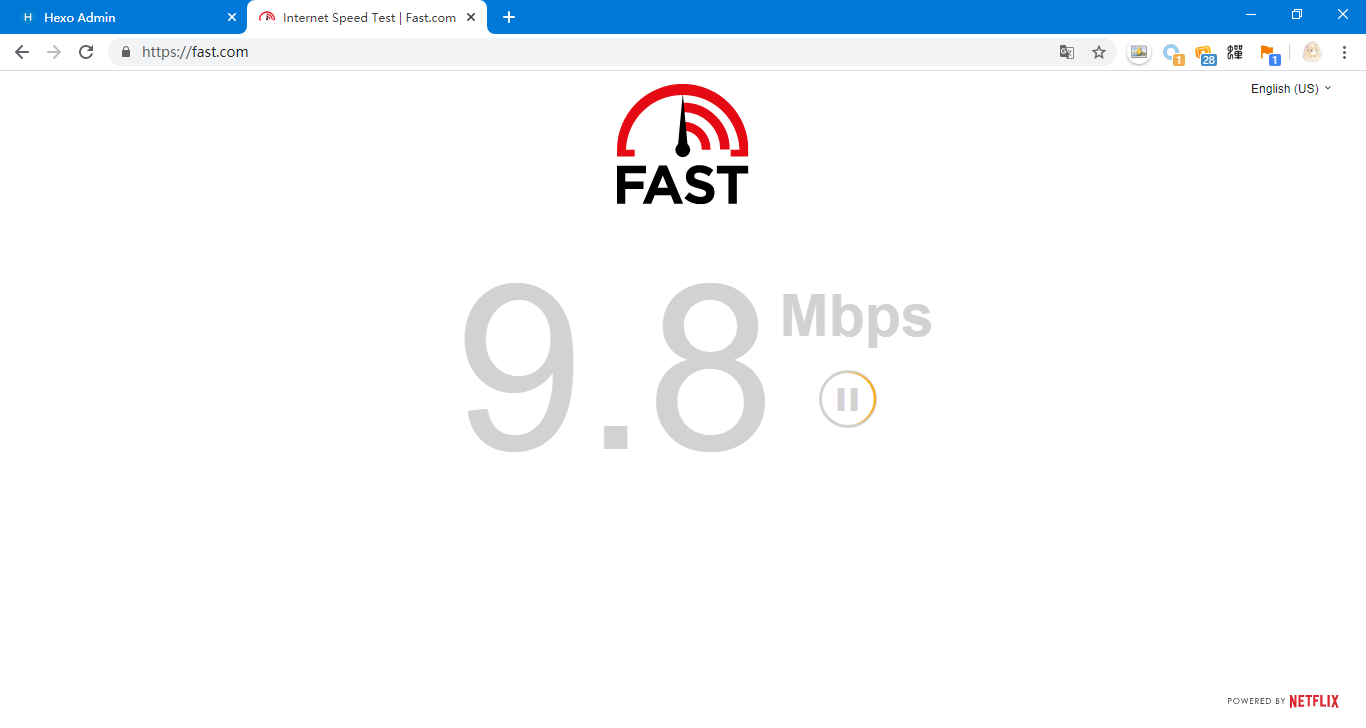 H Hexo Admin
Internet Speed Test | Fast.com
https://fast.com
1
28
1
English (US)
FAST
9.8 Mbps
POWERED BY NETFLIX